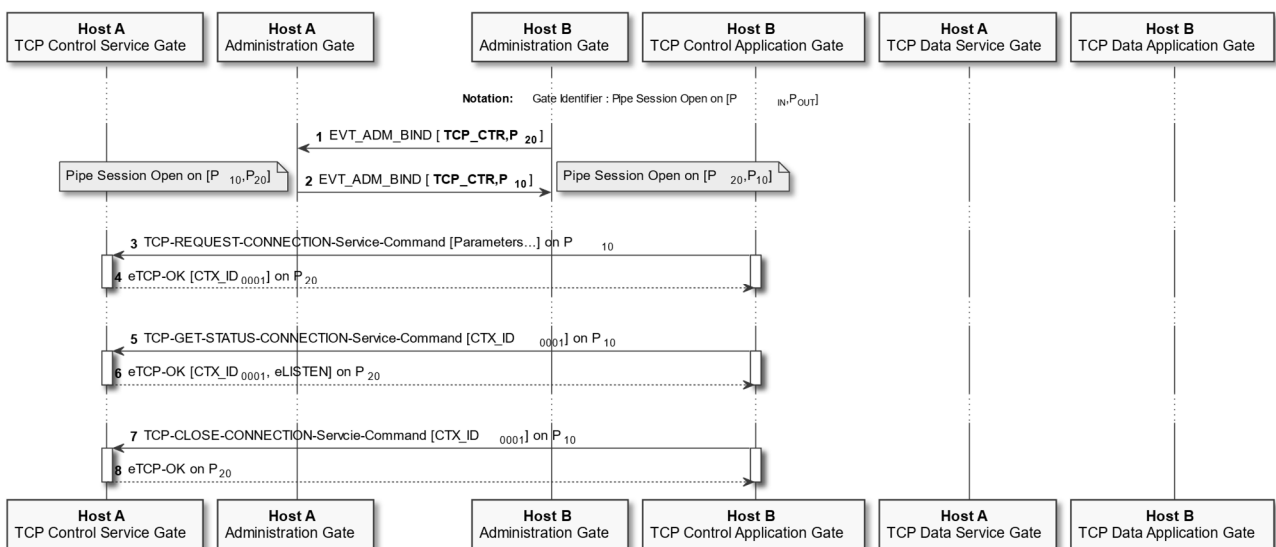 Host A
TCP Control Service Gate
Host A
Administration Gate
Host B
Administration Gate
Host B
TCP Control Application Gate
Host A
TCP Data Service Gate
Host B
TCP Data Application Gate
Notation: Gate Identifier : Pipe Session Open on [P IN,POUT]
1 EVT_ADM_BIND [ TCP_CTR,P 20]
Pipe Session Open on [P 10,P20]
Pipe Session Open on [P 20,P10]
2 EVT_ADM_BIND [ TCP_CTR,P 10]
3 TCP-REQUEST-CONNECTION-Service-Command [Parameters...] on P 10
4 eTCP-OK [CTX_ID 0001] on P20
5 TCP-GET-STATUS-CONNECTION-Service-Command [CTX_ID 0001] on P10
6 eTCP-OK [CTX_ID 0001, eLISTEN] on P20
7 TCP-CLOSE-CONNECTION-Servcie-Command [CTX_ID 0001] on P10
8 eTCP-OK on P20
Host A
TCP Control Service Gate
Host A
Administration Gate
Host B
Administration Gate
Host B
TCP Control Application Gate
Host A
TCP Data Service Gate
Host B
TCP Data Application Gate